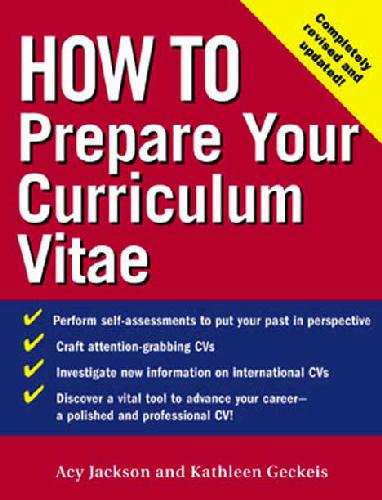 Completely
revised and
updated!
HOW TO
Prepare Your
Curriculum
Vitae
Perform self-assessments to put your past in perspective
Craft attention-grabbing CVs
Investigate new information on international CVs
Discover a vital tool to advance your career—
a polished and professional CV!
Acy Jackson and Kathleen Geckeis